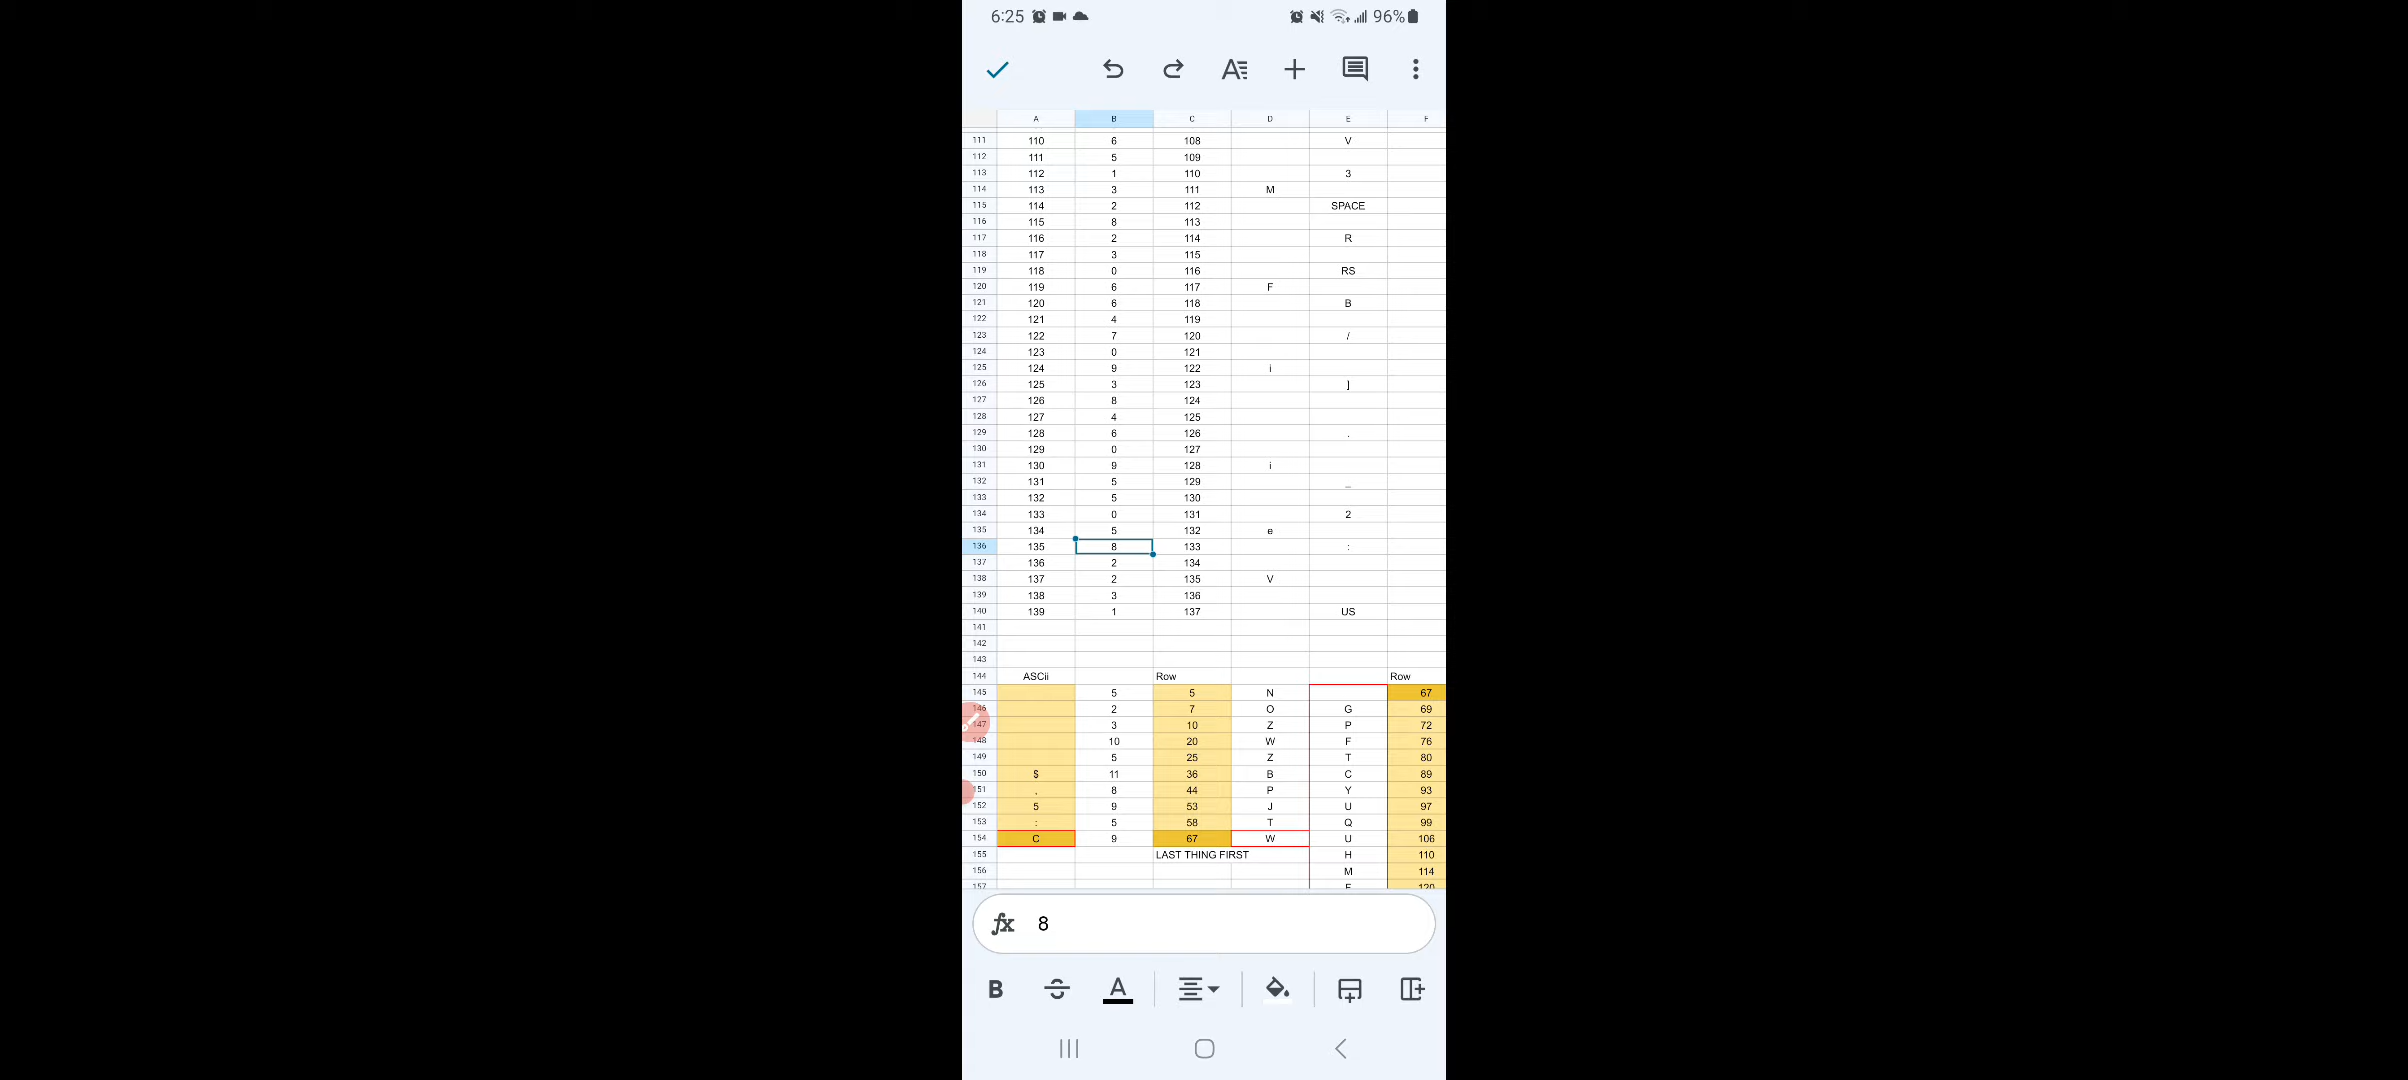 6:25 96%
A B C D E F
111 110 6 108 V
112 111 5 109
113 112 1 110 3
114 113 3 111 M
115 114 2 112 SPACE
116 115 8 113
117 116 2 114 R
118 117 3 115
119 118 0 116 RS
120 119 6 117 F
121 120 6 118 B
122 121 4 119
123 122 7 120 /
124 123 0 121
125 124 9 122 i
126 125 3 123 ]
127 126 8 124
128 127 4 125
129 128 6 126 .
130 129 0 127
131 130 9 128 i
132 131 5 129 _
133 132 5 130
134 133 0 131 2
135 134 5 132 e
136 135 8 133 :
137 136 2 134
138 137 2 135 V
139 138 3 136
140 139 1 137 US
141
142
143
144 ASCii Row Row
145 5 5 N 67
146 2 7 O G 69
147 3 10 Z P 72
148 10 20 W F 76
149 5 25 Z T 80
150 $ 11 36 B C 89
151 8 44 P Y 93
152 5 9 53 J U 97
153 : 5 58 T Q 99
154 C 9 67 W U 106
155 LAST THING FIRST H 110
156 M 114
157 120
fx 8
B S A